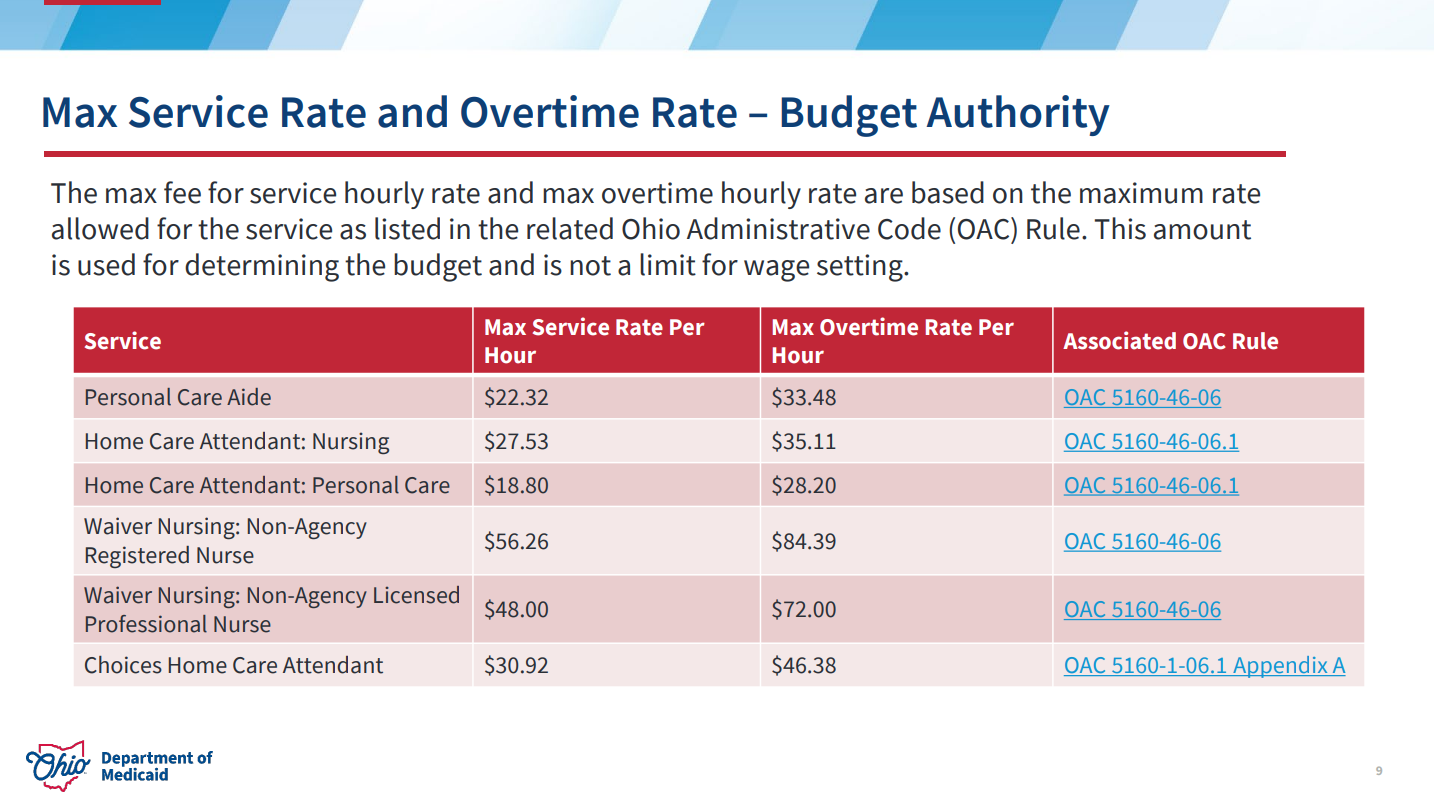 Max Service Rate and Overtime Rate – Budget Authority
The max fee for service hourly rate and max overtime hourly rate are based on the maximum rate
allowed for the service as listed in the related Ohio Administrative Code (OAC) Rule. This amount
is used for determining the budget and is not a limit for wage setting.
Service
Max Service Rate Per
Hour
Max Overtime Rate Per
Hour
Associated OAC Rule
Personal Care Aide
$22.32
$33.48
OAC 5160-46-06
Home Care Attendant: Nursing
$27.53
$35.11
OAC 5160-46-06.1
Home Care Attendant: Personal Care
$18.80
$28.20
OAC 5160-46-06.1
Waiver Nursing: Non-Agency
Registered Nurse
$56.26
$84.39
OAC 5160-46-06
Waiver Nursing: Non-Agency Licensed
Professional Nurse
$48.00
$72.00
OAC 5160-46-06
Choices Home Care Attendant
$30.92
$46.38
OAC 5160-1-06.1 Appendix A
Ohio
Department of
Medicaid
9